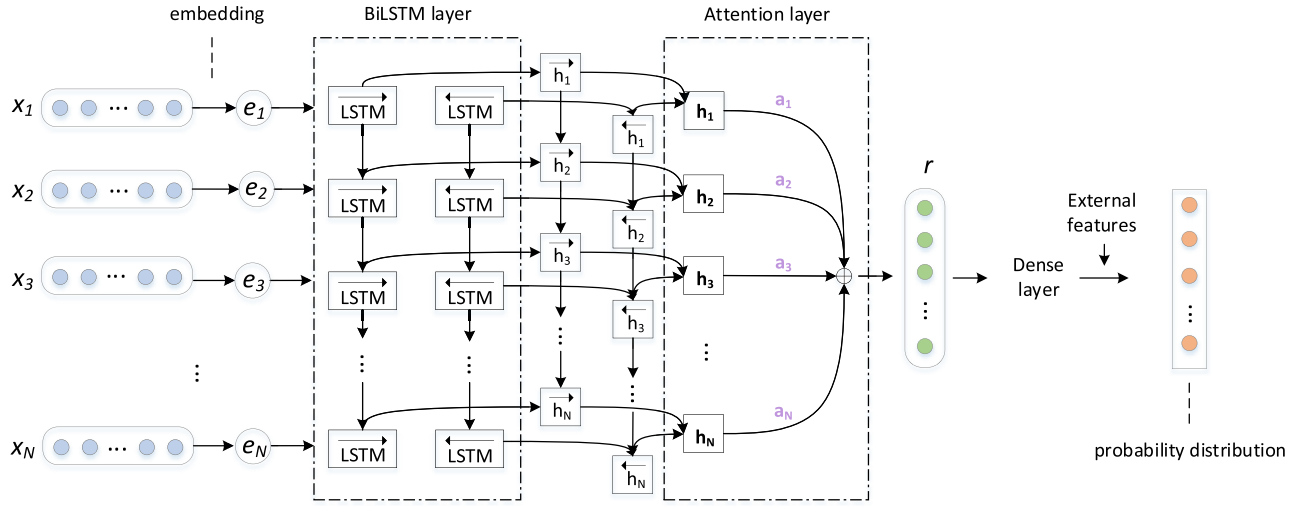 embedding
BiLSTM layer
Attention layer
x1
e1
LSTM
LSTM
h1
h1
h1
a1
x2
e2
LSTM
LSTM
h2
h2
h2
a2
x3
e3
LSTM
LSTM
h3
h3
h3
a3
xN
eN
LSTM
LSTM
hN
hN
hN
aN
r
Dense
layer
External
features
probability distribution